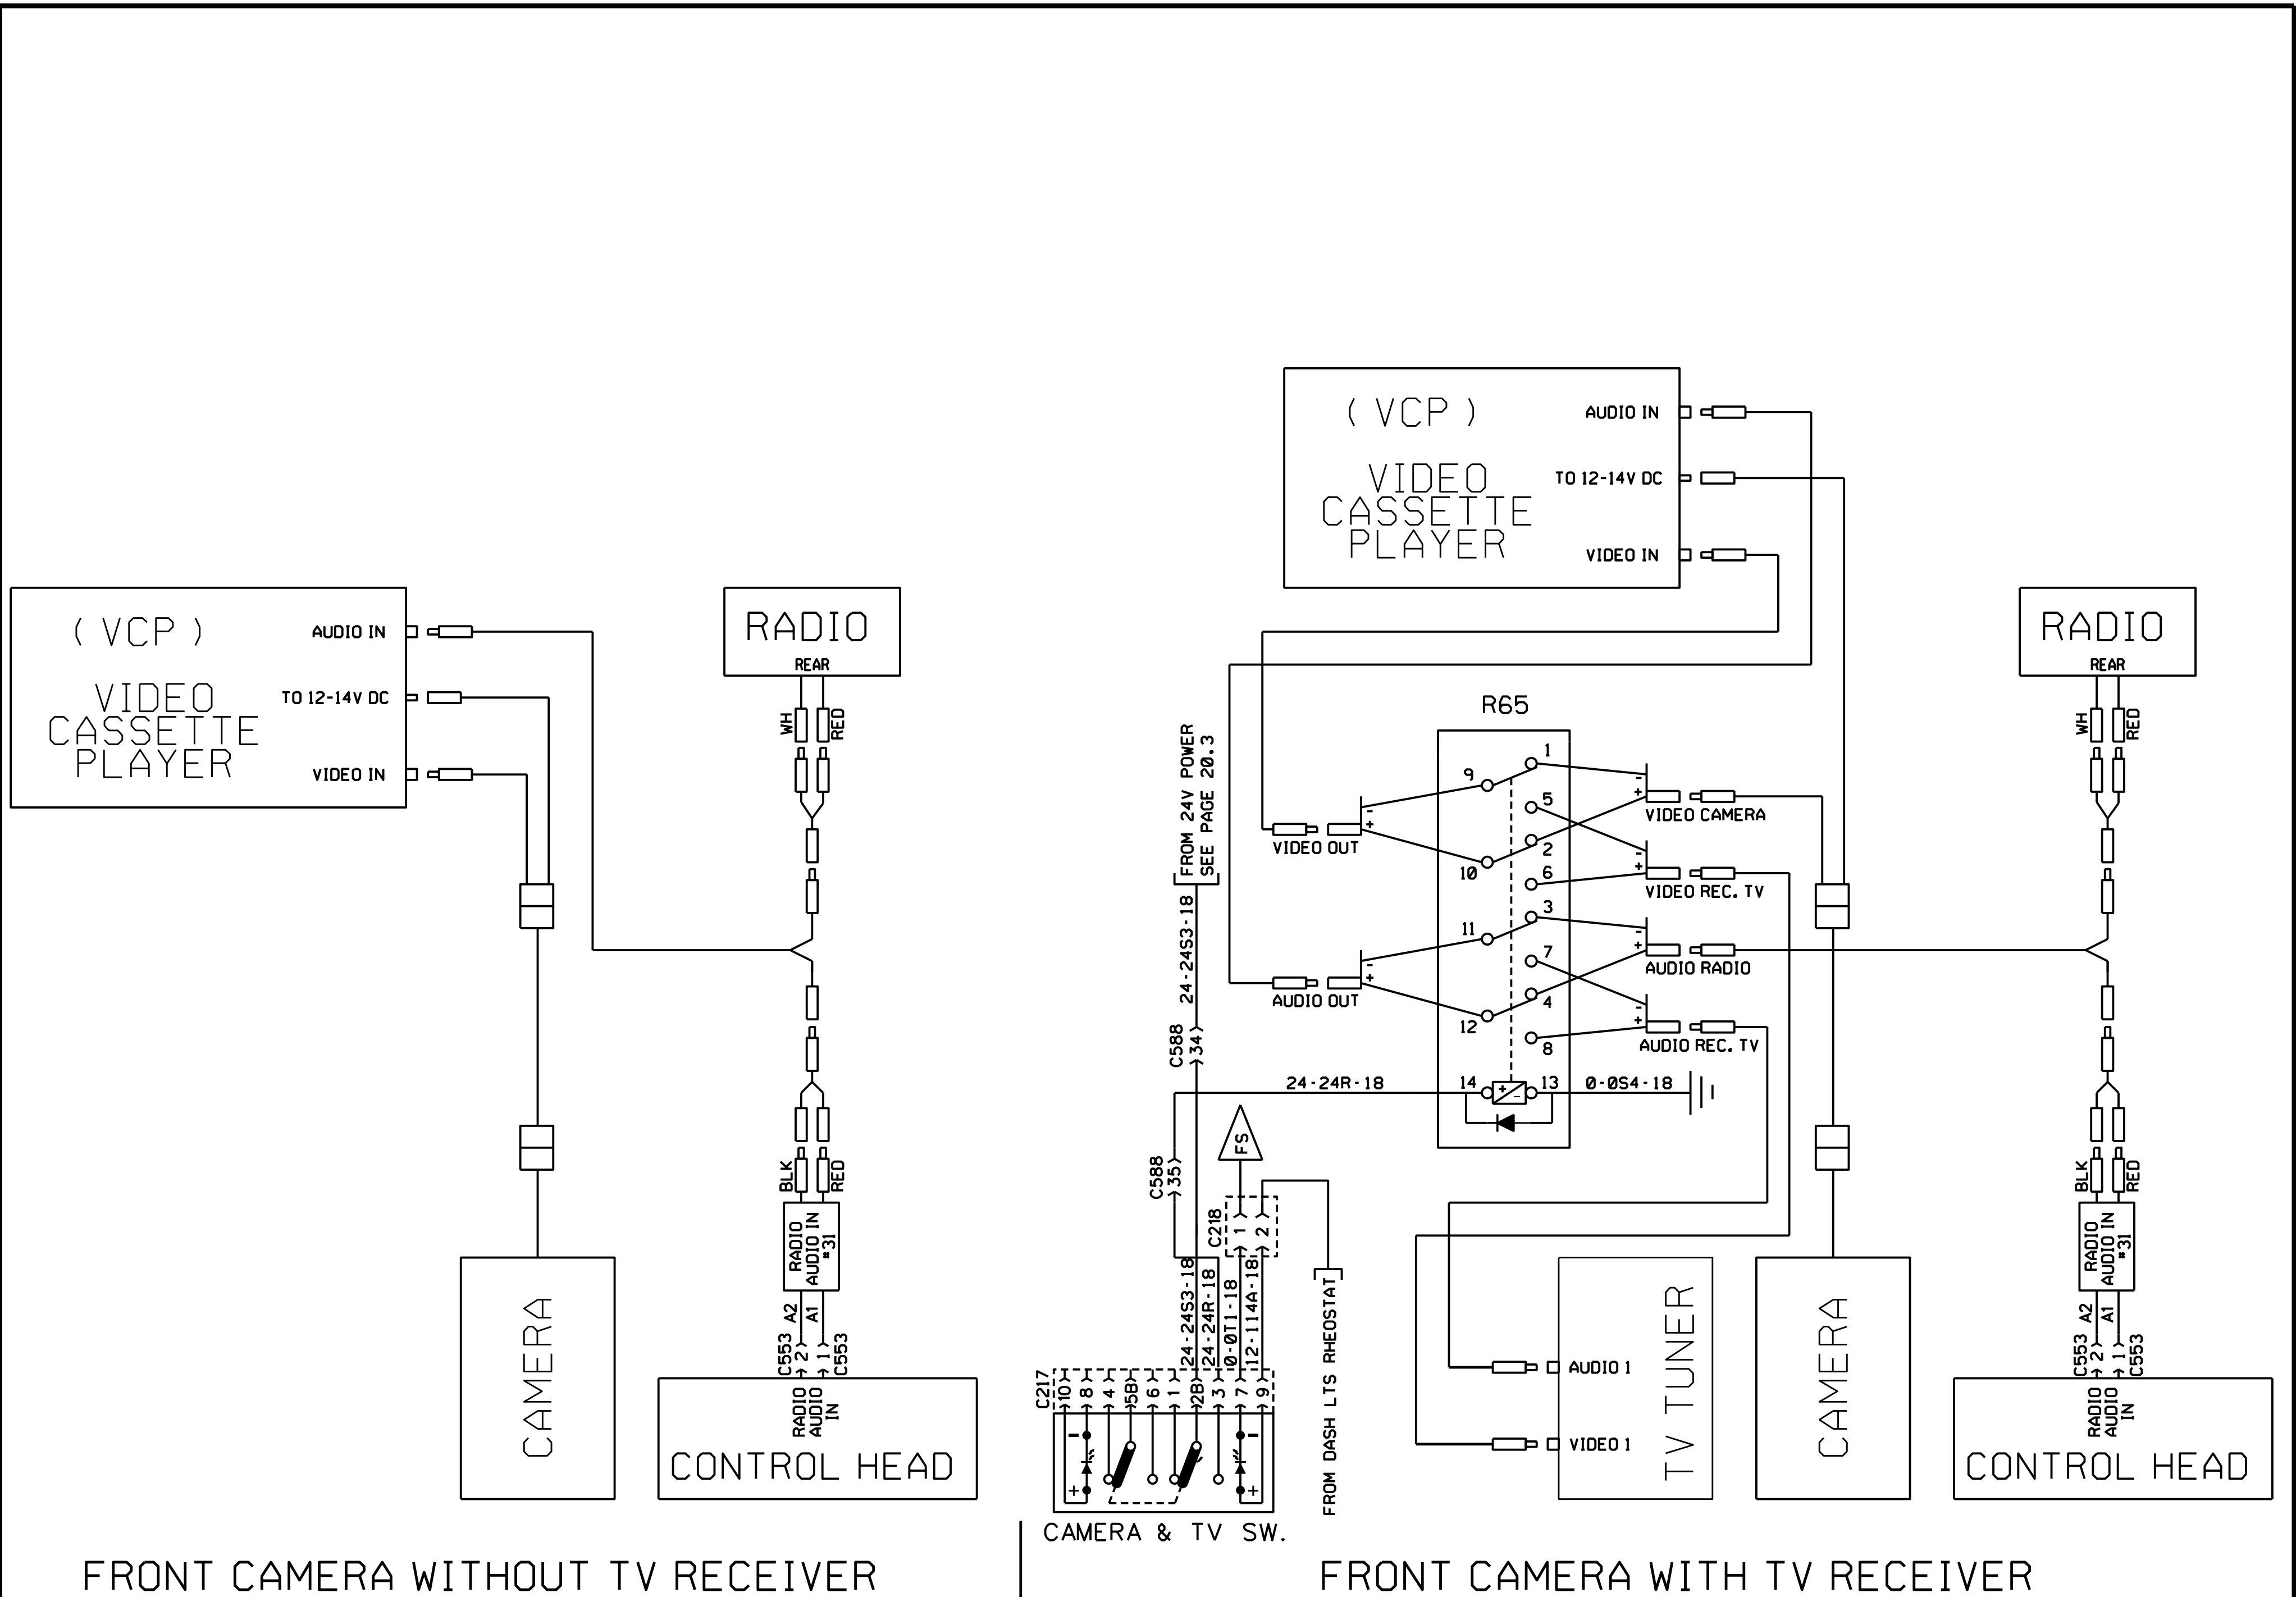 ( VCP )
VIDEO
CASSETTE
PLAYER
AUDIO IN
TO 12-14V DC
VIDEO IN
RADIO
REAR
WH
RED
BLK
RED
RADIO
AUDIO IN
#31
A2
A1
C553
2
1
C553
RADIO
AUDIO
IN
CONTROL HEAD
CAMERA
FRONT CAMERA WITHOUT TV RECEIVER
( VCP )
VIDEO
CASSETTE
PLAYER
AUDIO IN
TO 12-14V DC
VIDEO IN
R65
1
9
5
2
10
6
3
11
7
4
12
8
14
13
+
-
-
+
VIDEO OUT
-
+
AUDIO OUT
-
+
VIDEO CAMERA
-
+
VIDEO REC. TV
-
+
AUDIO RADIO
-
+
AUDIO REC. TV
FROM 24V POWER
SEE PAGE 20.3
24-24S3-18
C588
34
24-24R-18
0-0S4-18
C588
35
FS
C218
1
2
24-24S3-18
24-24R-18
0-0T1-18
12-114A-18
FROM DASH LTS RHEOSTAT
C217
10
8
4
5B
6
1
2B
3
7
9
-
+
-
+
CAMERA & TV SW.
AUDIO 1
VIDEO 1
TV TUNER
CAMERA
RADIO
REAR
WH
RED
BLK
RED
RADIO
AUDIO IN
#31
A2
A1
C553
2
1
C553
RADIO
AUDIO
IN
CONTROL HEAD
FRONT CAMERA WITH TV RECEIVER